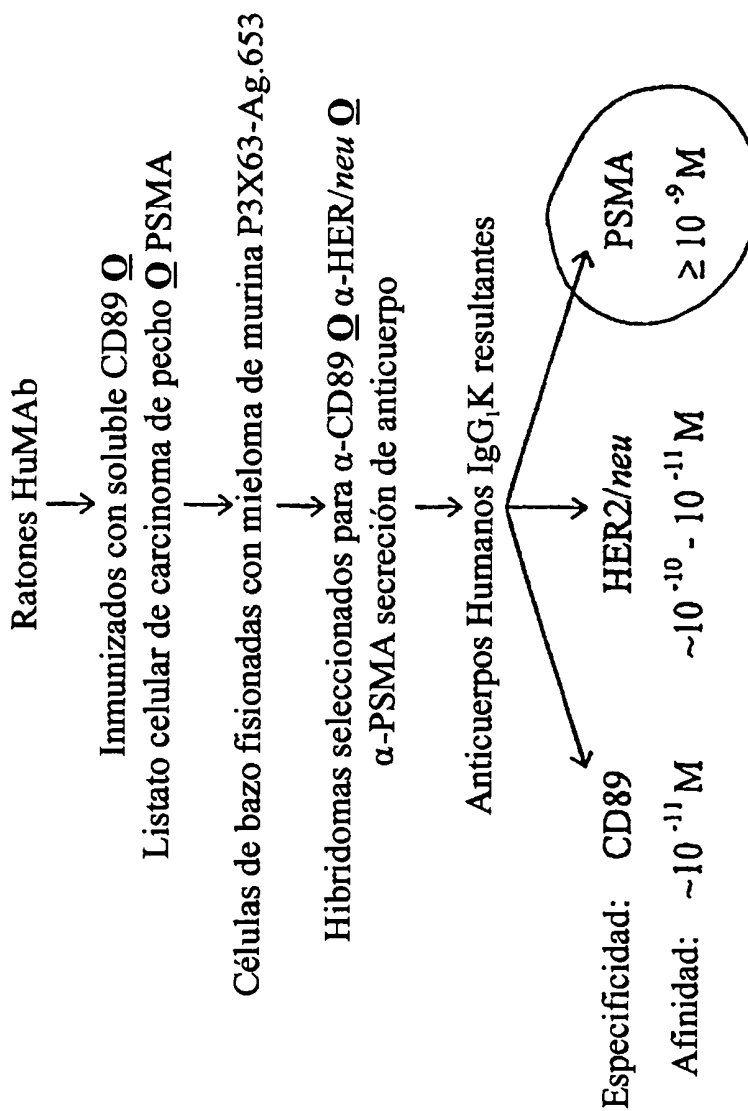 Ratones HuMAb
Inmunizados con soluble CD89 O
Listato celular de carcinoma de pecho O PSMA
Células de bazo fisionadas con mieloma de murina P3X63-Ag.653
Hibridomas seleccionados para α-CD89 O α-HER/neu O
α-PSMA secreción de anticuerpo
Anticuerpos Humanos IgG₁K resultantes
Especificidad: CD89 HER2/neu PSMA
Afinidad: ~10⁻¹¹ M ~10⁻¹⁰ - 10⁻¹¹ M ≥ 10⁻⁹ M